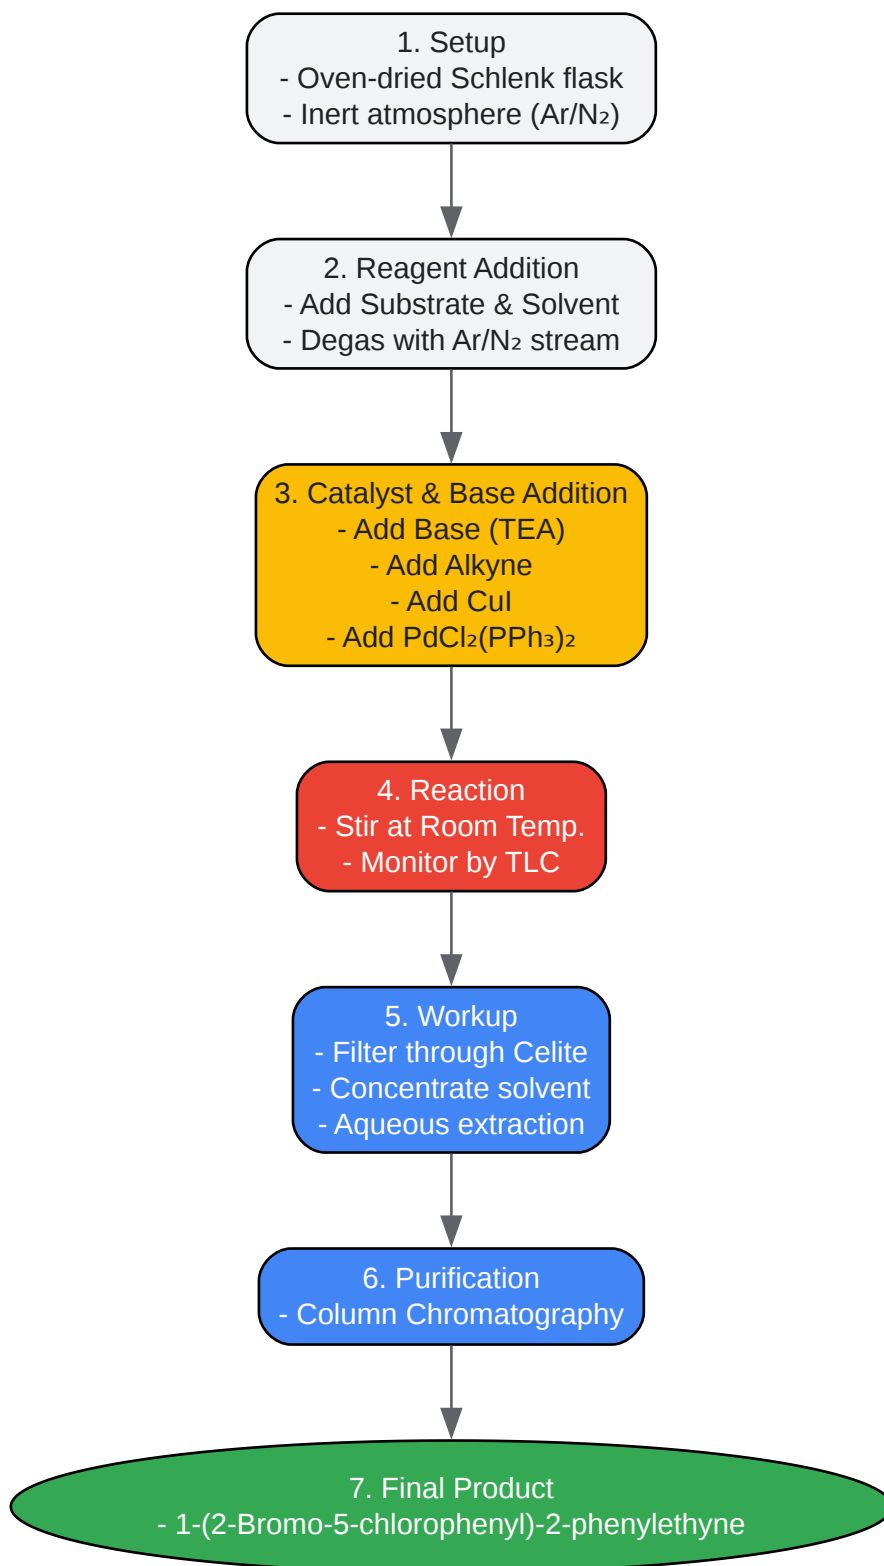 1. Setup
- Oven-dried Schlenk flask
- Inert atmosphere (Ar/N₂)
2. Reagent Addition
- Add Substrate & Solvent
- Degas with Ar/N₂ stream
3. Catalyst & Base Addition
- Add Base (TEA)
- Add Alkyne
- Add CuI
- Add PdCl₂(PPh₃)₂
4. Reaction
- Stir at Room Temp.
- Monitor by TLC
5. Workup
- Filter through Celite
- Concentrate solvent
- Aqueous extraction
6. Purification
- Column Chromatography
7. Final Product
- 1-(2-Bromo-5-chlorophenyl)-2-phenylethyne